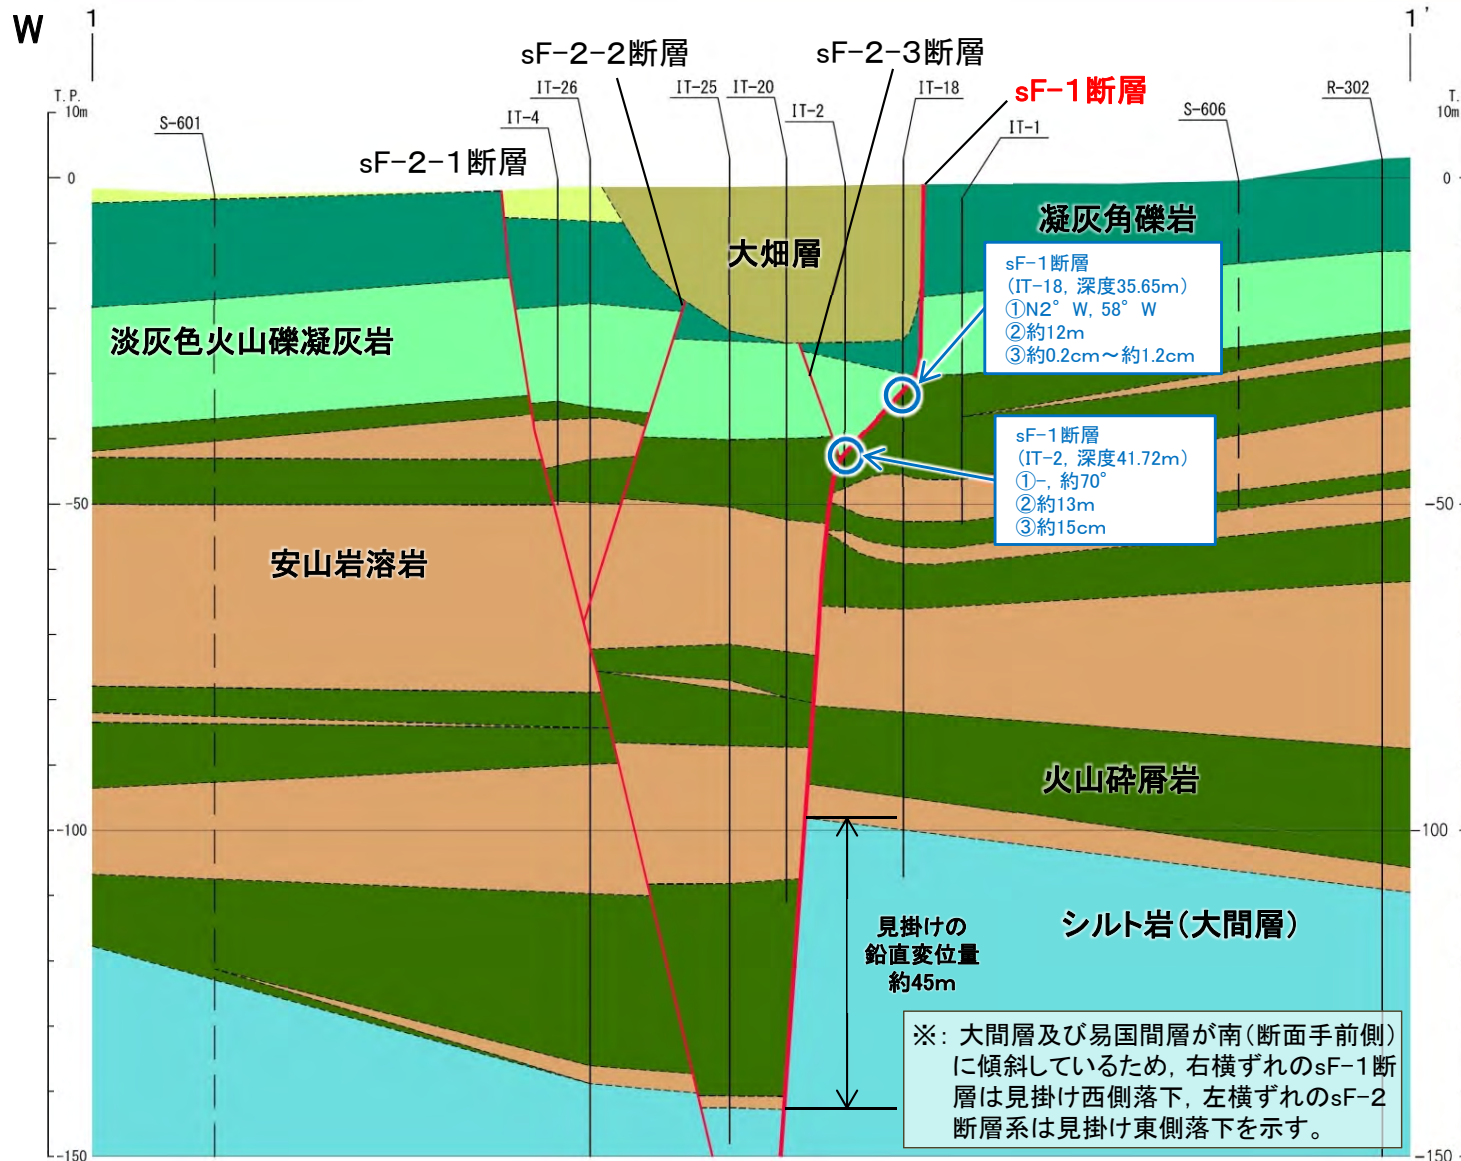 W
1
1'
sF-2-2断層
sF-2-3断層
T.P.
10m
IT-26
IT-25
IT-20
IT-18
sF-1断層
R-302
T.
10m
S-601
IT-4
IT-2
S-606
IT-1
sF-2-1断層
0
0
凝灰角礫岩
大畑層
sF-1断層
(IT-18, 深度35.65m)
①N2° W, 58° W
②約12m
③約0.2cm～約1.2cm
淡灰色火山礫凝灰岩
sF-1断層
(IT-2, 深度41.72m)
①-, 約70°
②約13m
③約15cm
-50
-50
安山岩溶岩
火山砕屑岩
-100
-100
見掛けの
鉛直変位量
約45m
シルト岩(大間層)
※: 大間層及び易国間層が南(断面手前側)
に傾斜しているため, 右横ずれのsF-1断
層は見掛け西側落下, 左横ずれのsF-2
断層系は見掛け東側落下を示す。
-150
-150